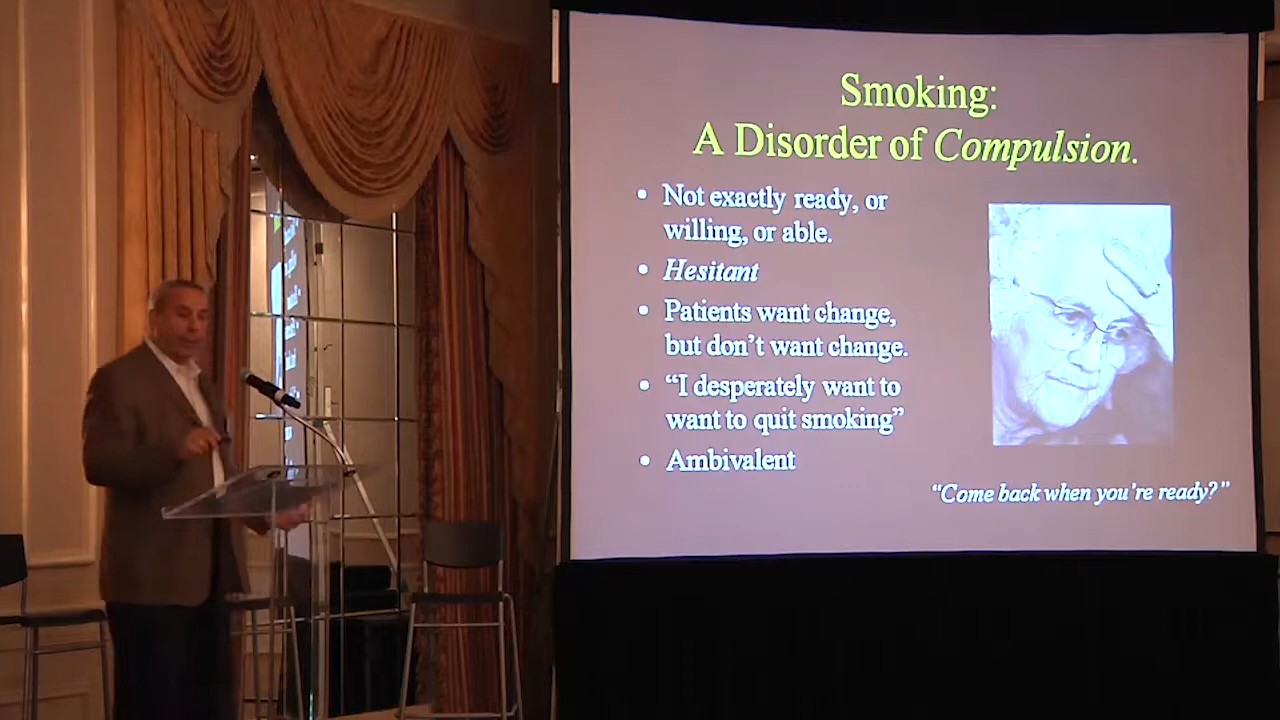 Smoking:
A Disorder of Compulsion.
• Not exactly ready, or
willing, or able.
• Hesitant
• Patients want change,
but don’t want change.
• “I desperately want to
want to quit smoking”
• Ambivalent
“Come back when you’re ready?”